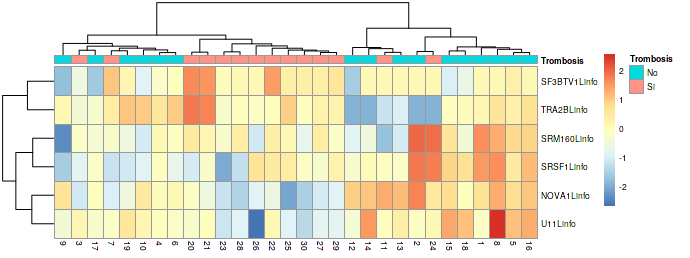 Trombosis
SF3BTV1Linfo
TRA2BLinfo
SRM160Linfo
SRSF1Linfo
NOVA1Linfo
U11Linfo
9 3 17 7 19 10 4 6 20 21 23 28 26 22 25 30 27 29 12 14 11 13 2 24 15 18 1 8 5 16
2
1
0
-1
-2
Trombosis
No
SI